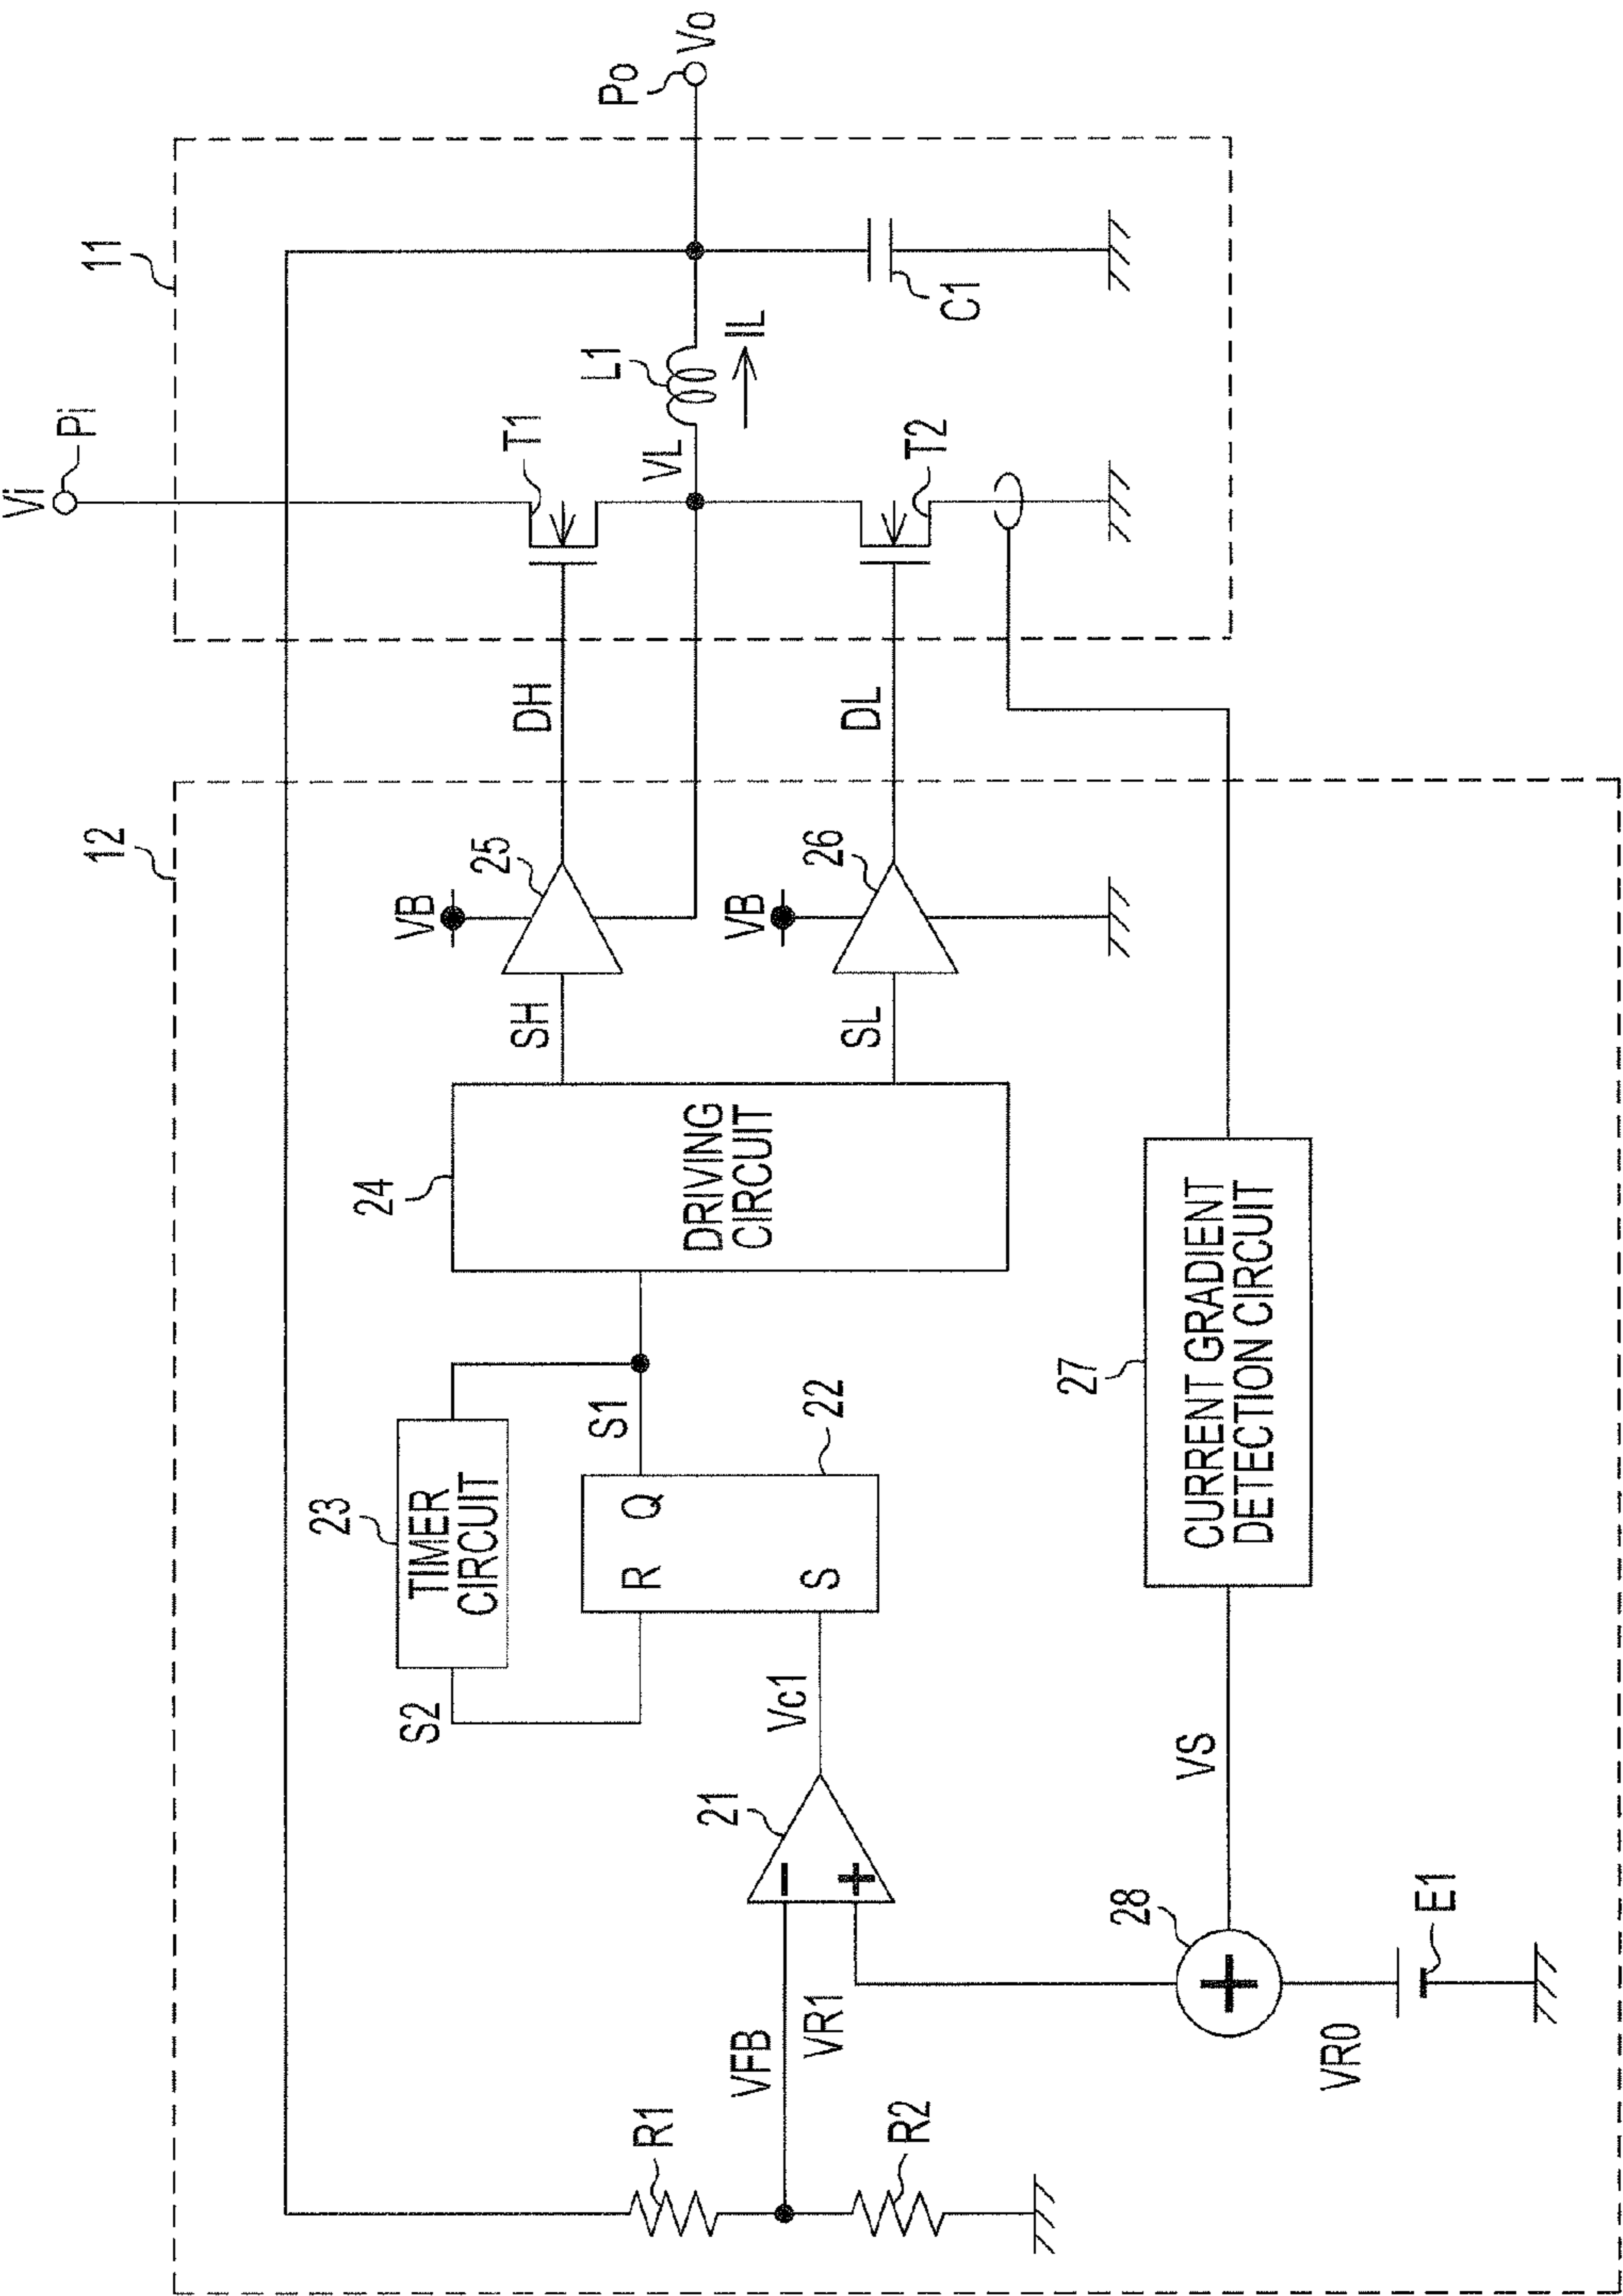 Vi
Pi
11
Po
Vo
T1
L1
VL
IL
C1
T2
12
VB
25
DH
VB
26
DL
SH
SL
24
DRIVING
CIRCUIT
23
TIMER
CIRCUIT
S2
S1
R Q
S
22
21
Vc1
VFB
VR1
R1
R2
27
CURRENT GRADIENT
DETECTION CIRCUIT
VS
28
VR0
E1